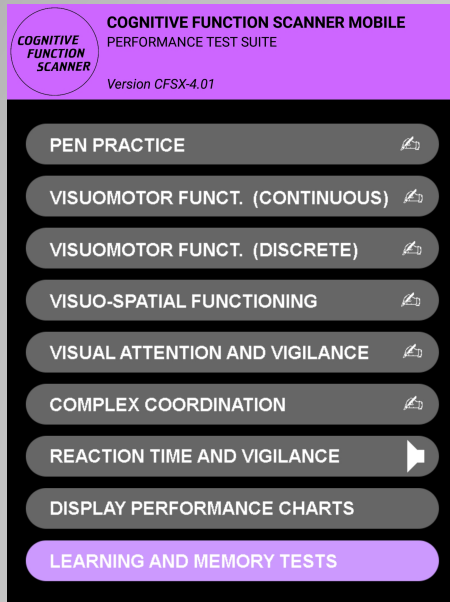 COGNITIVE
FUNCTION
SCANNER
COGNITIVE FUNCTION SCANNER MOBILE
PERFORMANCE TEST SUITE
Version CFSX-4.01
PEN PRACTICE
VISUOMOTOR FUNCT. (CONTINUOUS)
VISUOMOTOR FUNCT. (DISCRETE)
VISUO-SPATIAL FUNCTIONING
VISUAL ATTENTION AND VIGILANCE
COMPLEX COORDINATION
REACTION TIME AND VIGILANCE
DISPLAY PERFORMANCE CHARTS
LEARNING AND MEMORY TESTS